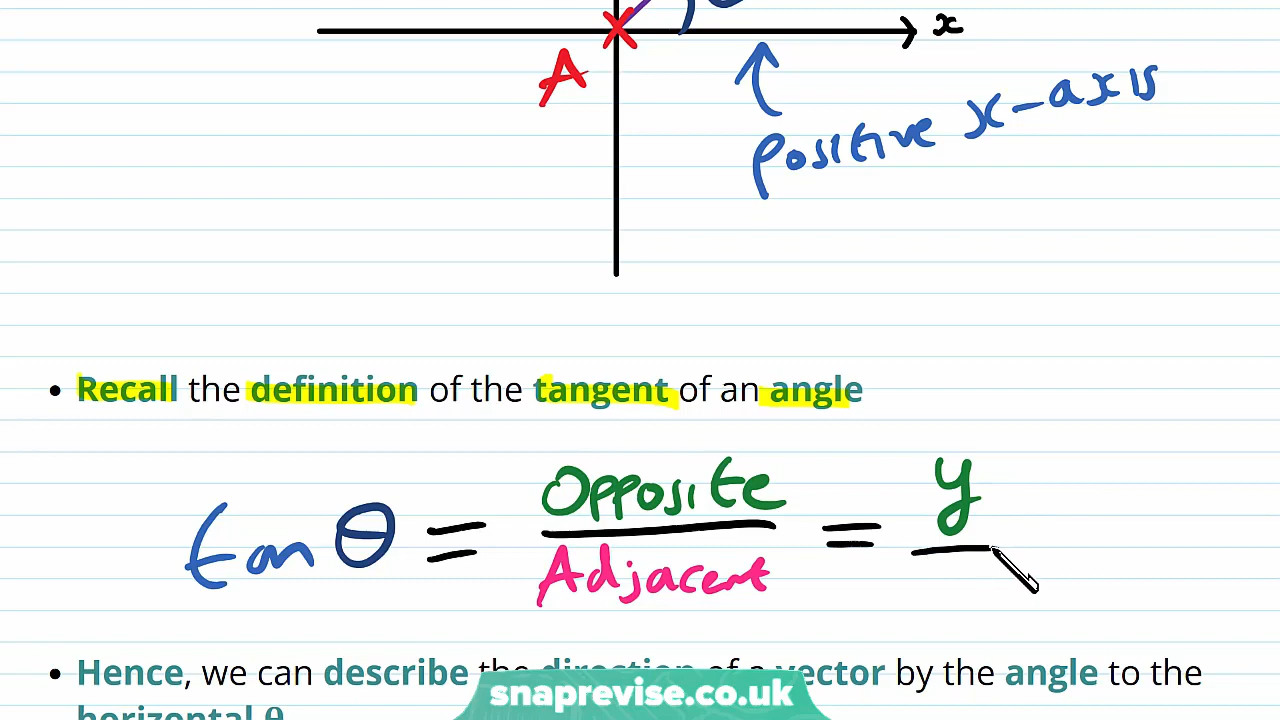 x
A
positive x-axis
• Recall the definition of the tangent of an angle
tan θ = Opposite / Adjacent = y
• Hence, we can describe the direction of a vector by the angle to the
horizontal θ
snaprevise.co.uk